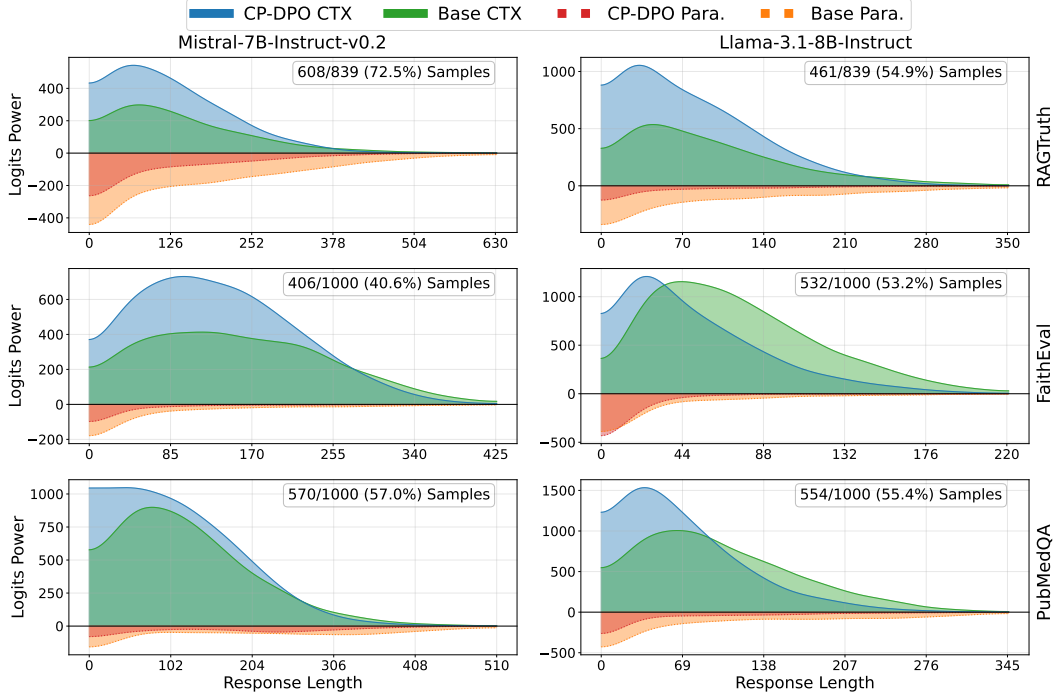 CP-DPO CTX Base CTX CP-DPO Para. Base Para.
Mistral-7B-Instruct-v0.2
Llama-3.1-8B-Instruct
608/839 (72.5%) Samples
Logits Power
400
200
0
−200
−400
0 126 252 378 504 630
461/839 (54.9%) Samples
1000
500
0
0 70 140 210 280 350
RAGTruth
406/1000 (40.6%) Samples
Logits Power
600
400
200
0
−200
0 85 170 255 340 425
532/1000 (53.2%) Samples
1000
500
0
−500
0 44 88 132 176 220
FaithEval
570/1000 (57.0%) Samples
Logits Power
1000
750
500
250
0
0 102 204 306 408 510
Response Length
554/1000 (55.4%) Samples
1500
1000
500
0
−500
0 69 138 207 276 345
Response Length
PubMedQA